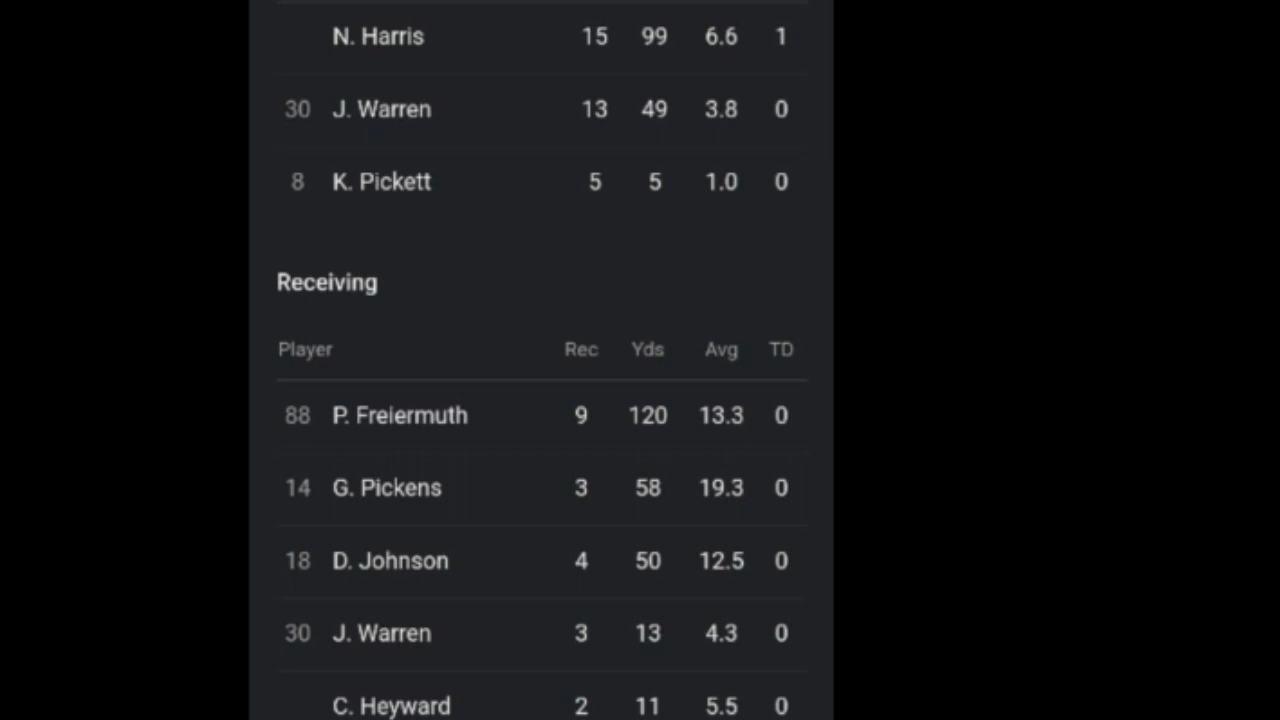 N. Harris 15 99 6.6 1
30 J. Warren 13 49 3.8 0
8 K. Pickett 5 5 1.0 0
Receiving
Player Rec Yds Avg TD
88 P. Freiermuth 9 120 13.3 0
14 G. Pickens 3 58 19.3 0
18 D. Johnson 4 50 12.5 0
30 J. Warren 3 13 4.3 0
C. Heyward 2 11 5.5 0